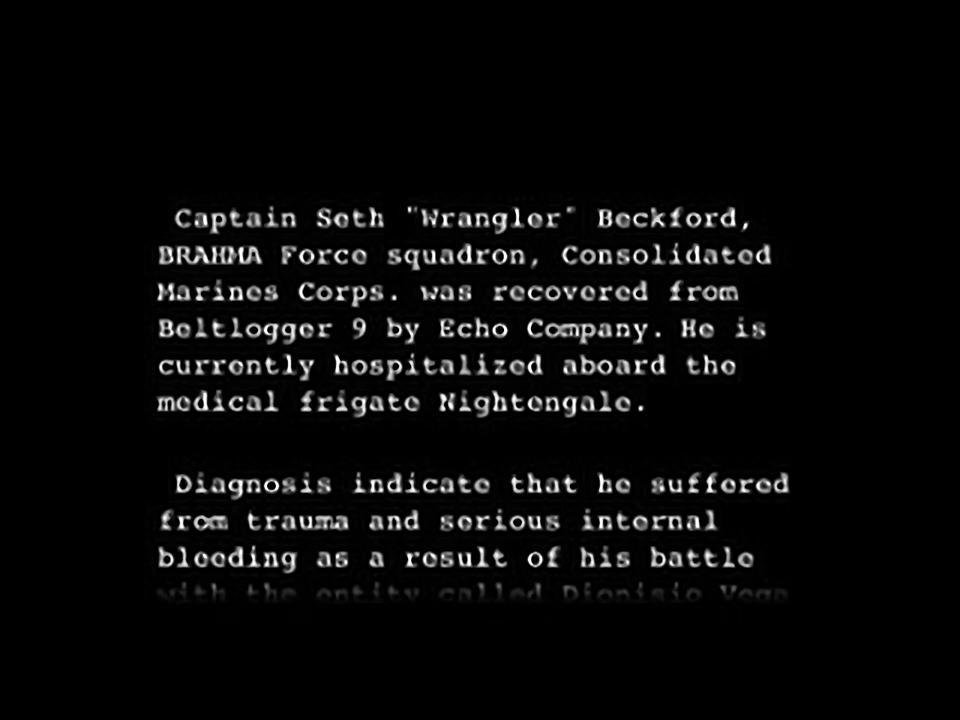 Captain Seth "Wrangler" Beckford,
BRAHMA Force squadron, Consolidated
Marines Corps. was recovered from
Beltlogger 9 by Echo Company. He is
currently hospitalized aboard the
medical frigate Nightengale.
Diagnosis indicate that he suffered
from trauma and serious internal
bleeding as a result of his battle
with the entity called Dionisio Vega